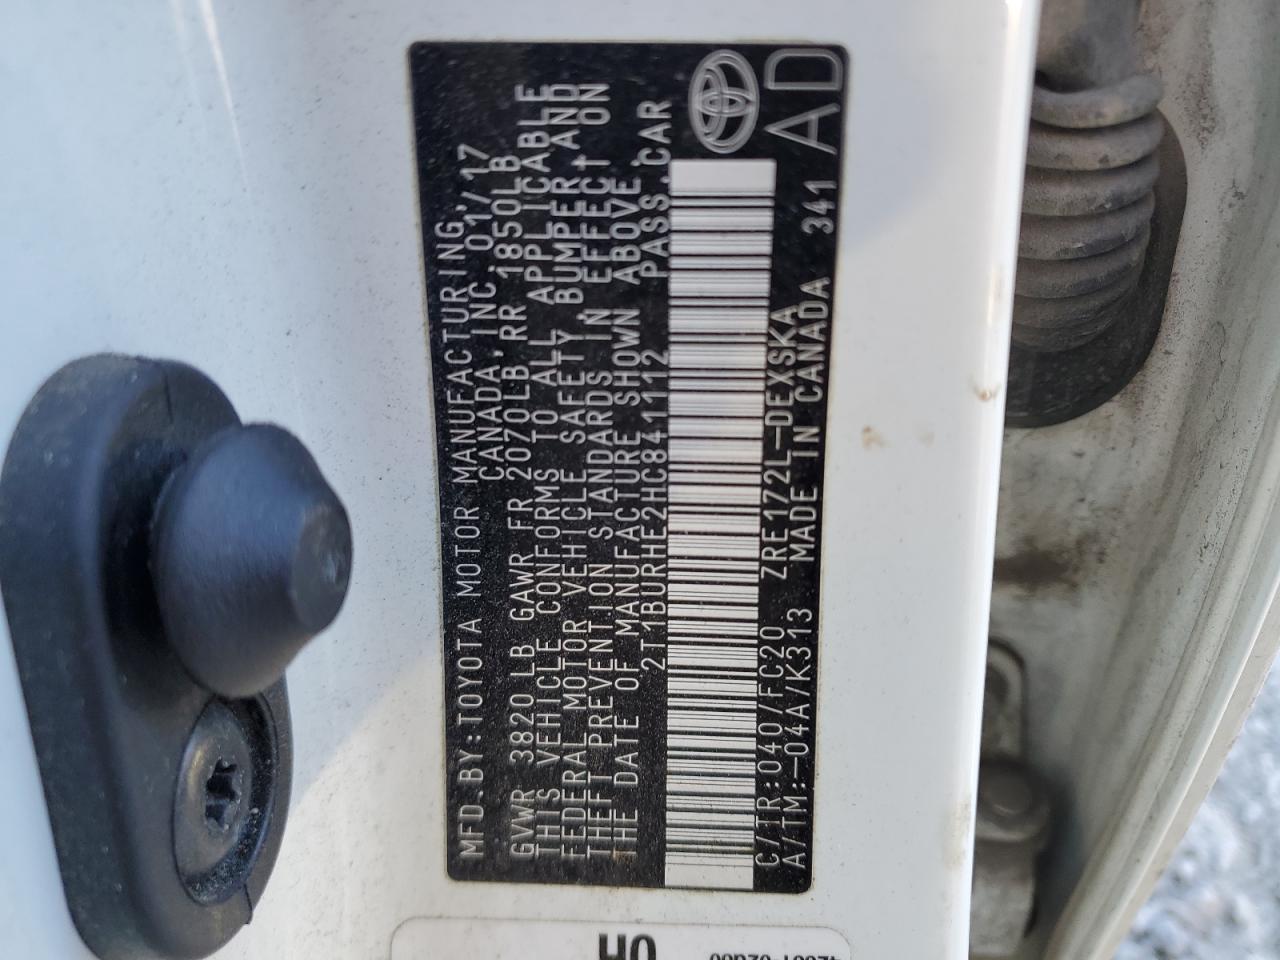 MFD. BY: TOYOTA MOTOR MANUFACTURING,
CANADA, INC. 01/17
GVWR 3820 LB GAWR FR 2070LB, RR 1850LB
THIS VEHICLE CONFORMS TO ALL APPLICABLE
FEDERAL MOTOR VEHICLE SAFETY, BUMPER, AND
THEFT PREVENTION STANDARDS IN EFFECT ON
THE DATE OF MANUFACTURE SHOWN ABOVE.
2T1BURHE2HC841112 PASS. CAR
C/TR:040/FC20 ZRE172L-DEXSKA
A/TM:-04A/K313 MADE IN CANADA 341
AD